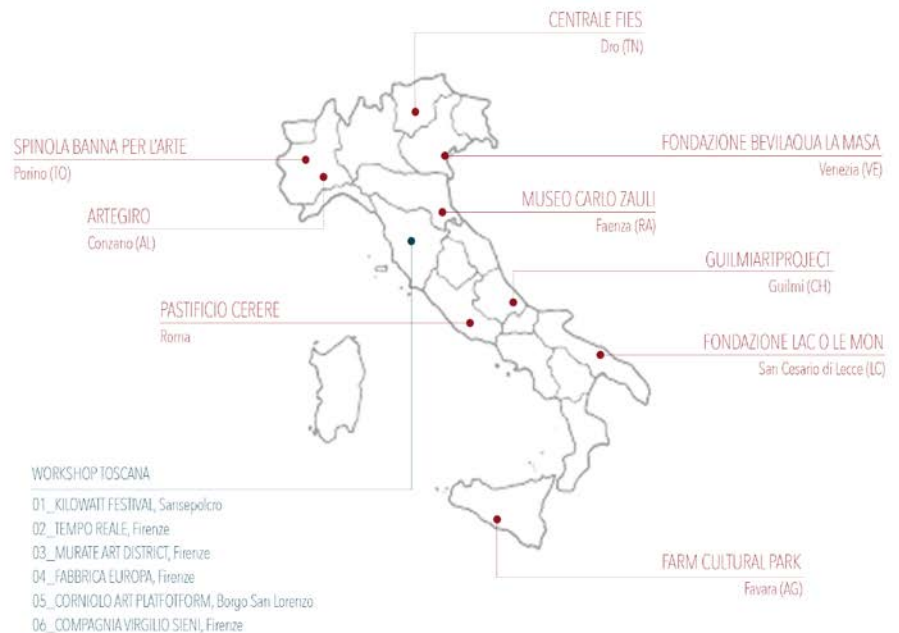 CENTRALE FIES
Dro (TN)
SPINOLA BANNA PER L'ARTE
Poirino (TO)
FONDAZIONE BEVILAQUA LA MASA
Venezia (VE)
MUSEO CARLO ZAULI
Faenza (RA)
ARTEGIRO
Conzano (AL)
GUILMIARTPROJECT
Guilmi (CH)
PASTIFICIO CERERE
Roma
FONDAZIONE LAC O LE MON
San Cesario di Lecce (LC)
WORKSHOP TOSCANA
01_KILOWATT FESTIVAL, Sansepolcro
02_TEMPO REALE, Firenze
03_MURATE ART DISTRICT, Firenze
04_FABBRICA EUROPA, Firenze
05_CORNIOLO ART PLATFOTFORM, Borgo San Lorenzo
06_COMPAGNIA VIRGILIO SIENI, Firenze
FARM CULTURAL PARK
Favara (AG)